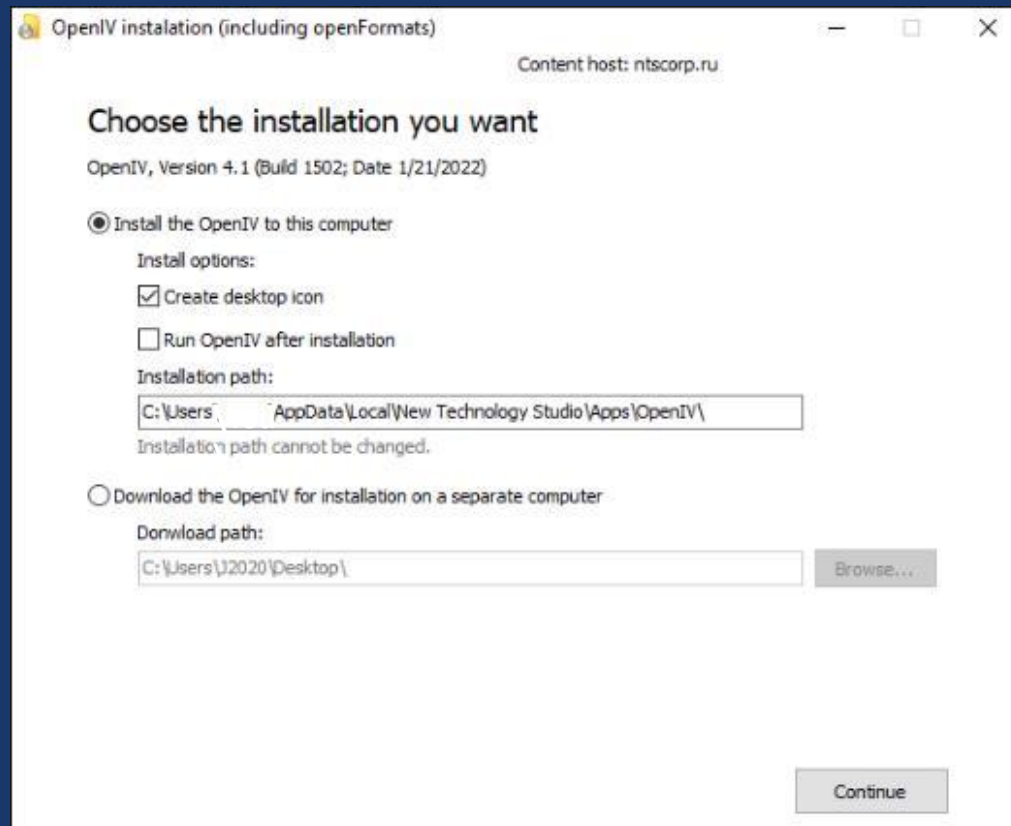 OpenIV instalation (including openFormats)
Content host: ntscorp.ru
Choose the installation you want
OpenIV, Version 4.1 (Build 1502; Date 1/21/2022)
Install the OpenIV to this computer
Install options:
Create desktop icon
Run OpenIV after installation
Installation path:
C:\Users\ AppData\Local\New Technology Studio\Apps\OpenIV\
Installation path cannot be changed.
Download the OpenIV for installation on a separate computer
Donwload path:
C:\Users\J2020\Desktop\
Browse...
Continue